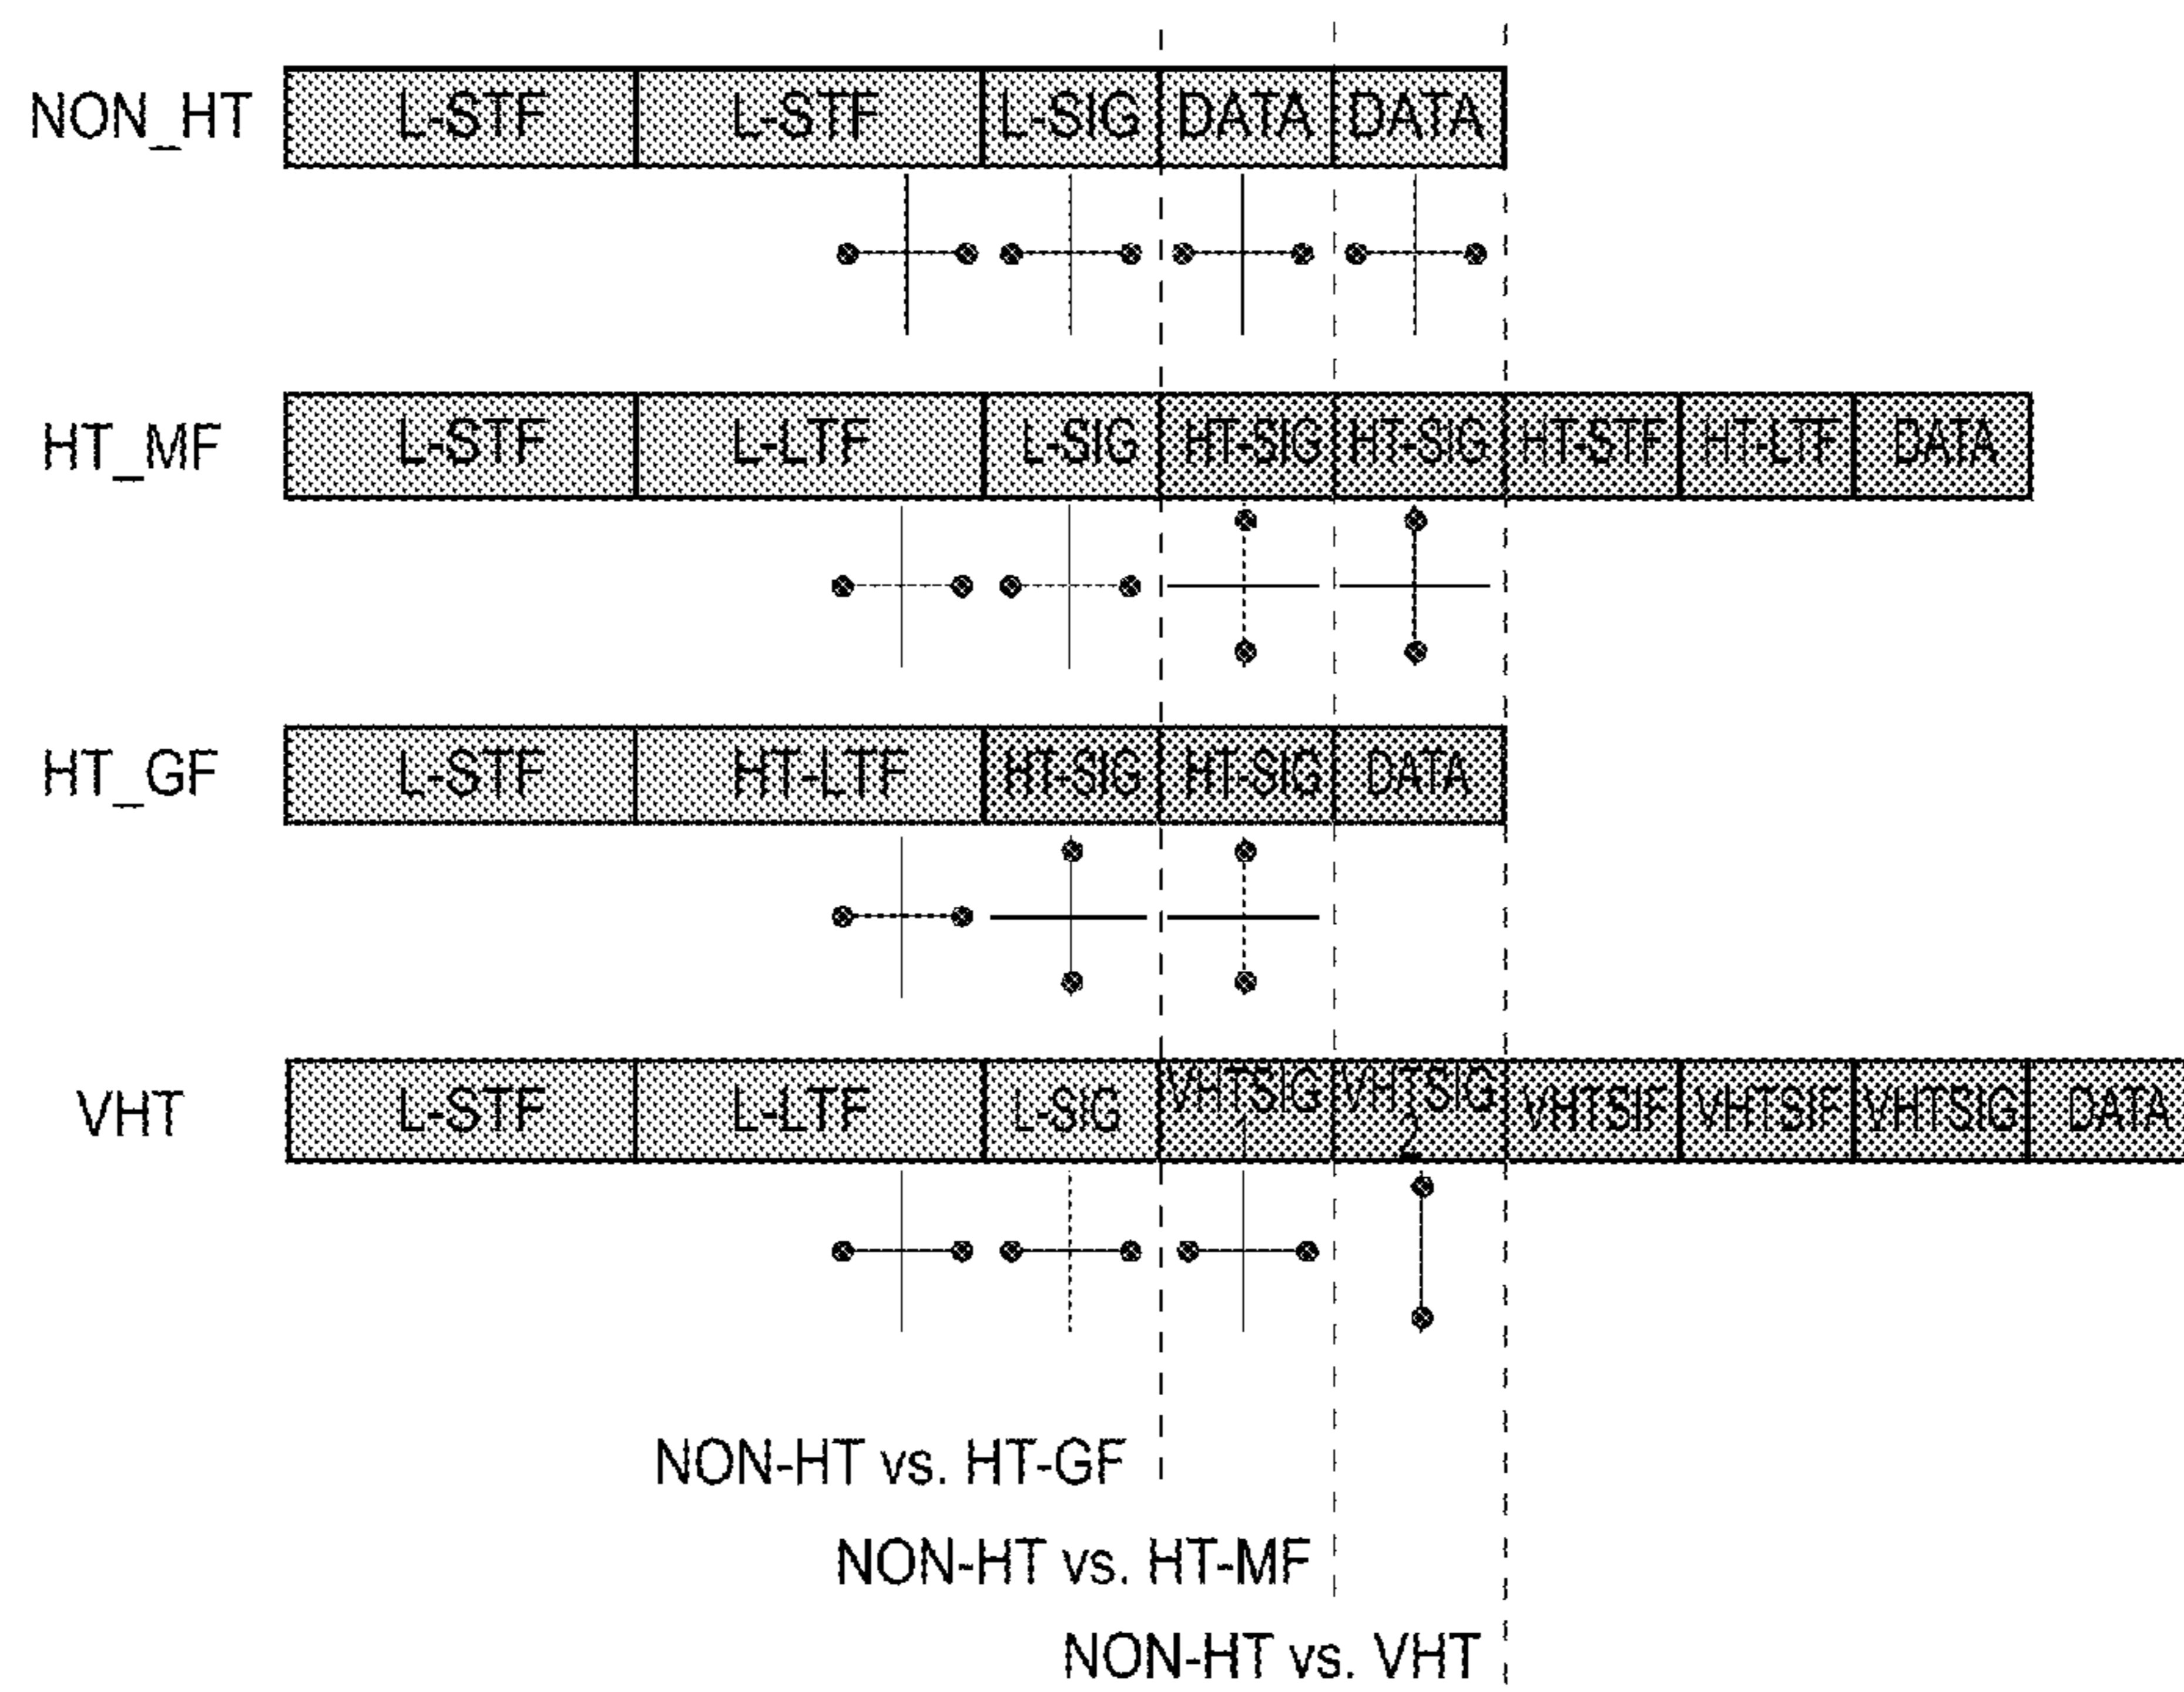 NON_HT L-STF L-STF L-SIG DATA DATA
HT_MF L-STF L-LTF L-SIG HT-SIG HT-SIG HT-STF HT-LTF DATA
HT_GF L-STF HT-LTF HT-SIG HT-SIG DATA
VHT L-STF L-LTF L-SIG VHTSIG 1 VHTSIG 2 VHTSIF VHTSIF VHTSIG DATA
NON-HT vs. HT-GF
NON-HT vs. HT-MF
NON-HT vs. VHT